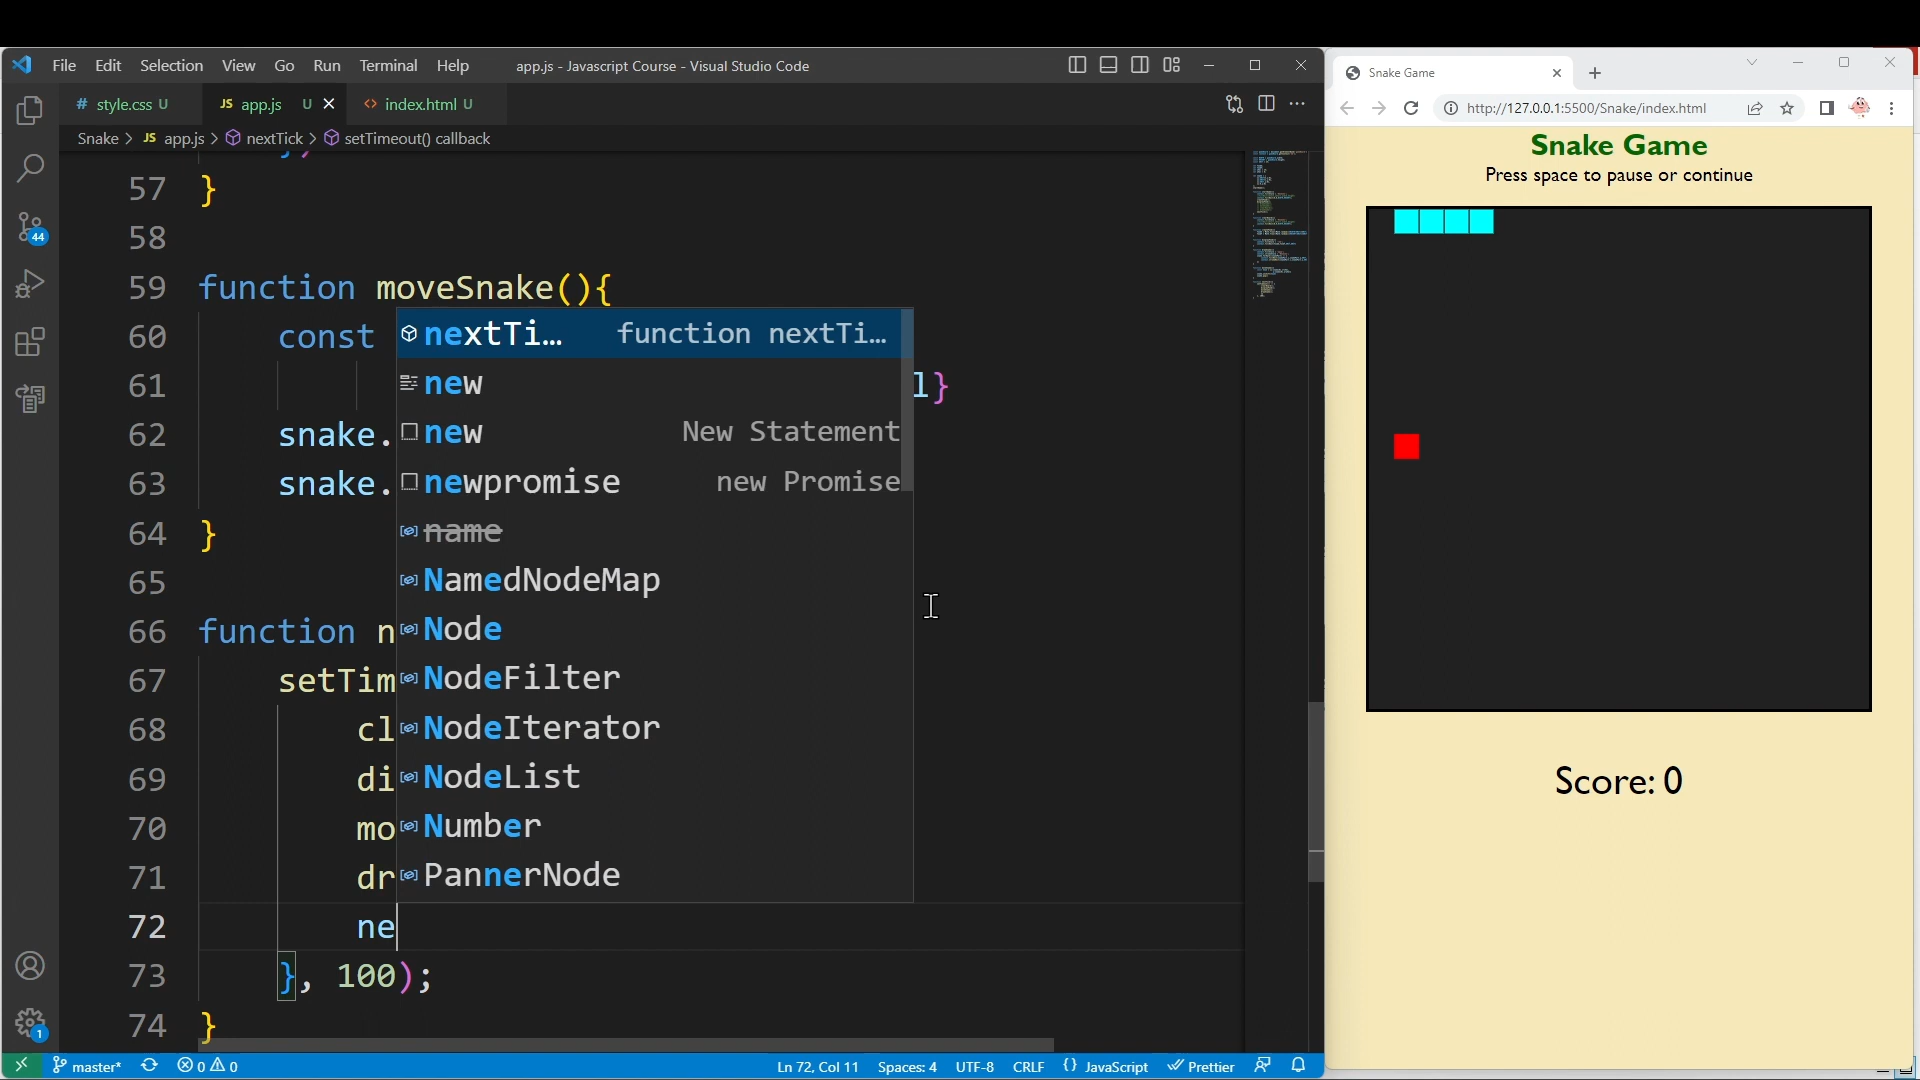 File Edit Selection View Go Run Terminal Help
app.js - Javascript Course - Visual Studio Code
# style.css U
JS app.js U
<> index.html U
Snake > JS app.js > nextTick > setTimeout() callback
57 }
58
59 function moveSnake(){
60 const
61 l}
62 snake.
63 snake.
64 }
65
66 function n
67 setTim
68 cl
69 di
70 mo
71 dr
72 ne
73 }, 100);
74 }
nextTi… function nextTi…
new
new New Statement
newpromise new Promise
name
NamedNodeMap
Node
NodeFilter
NodeIterator
NodeList
Number
PannerNode
44
1
master* 0 0
Ln 72, Col 11 Spaces: 4 UTF-8 CRLF {} JavaScript Prettier
Snake Game
http://127.0.0.1:5500/Snake/index.html
Snake Game
Press space to pause or continue
Score: 0